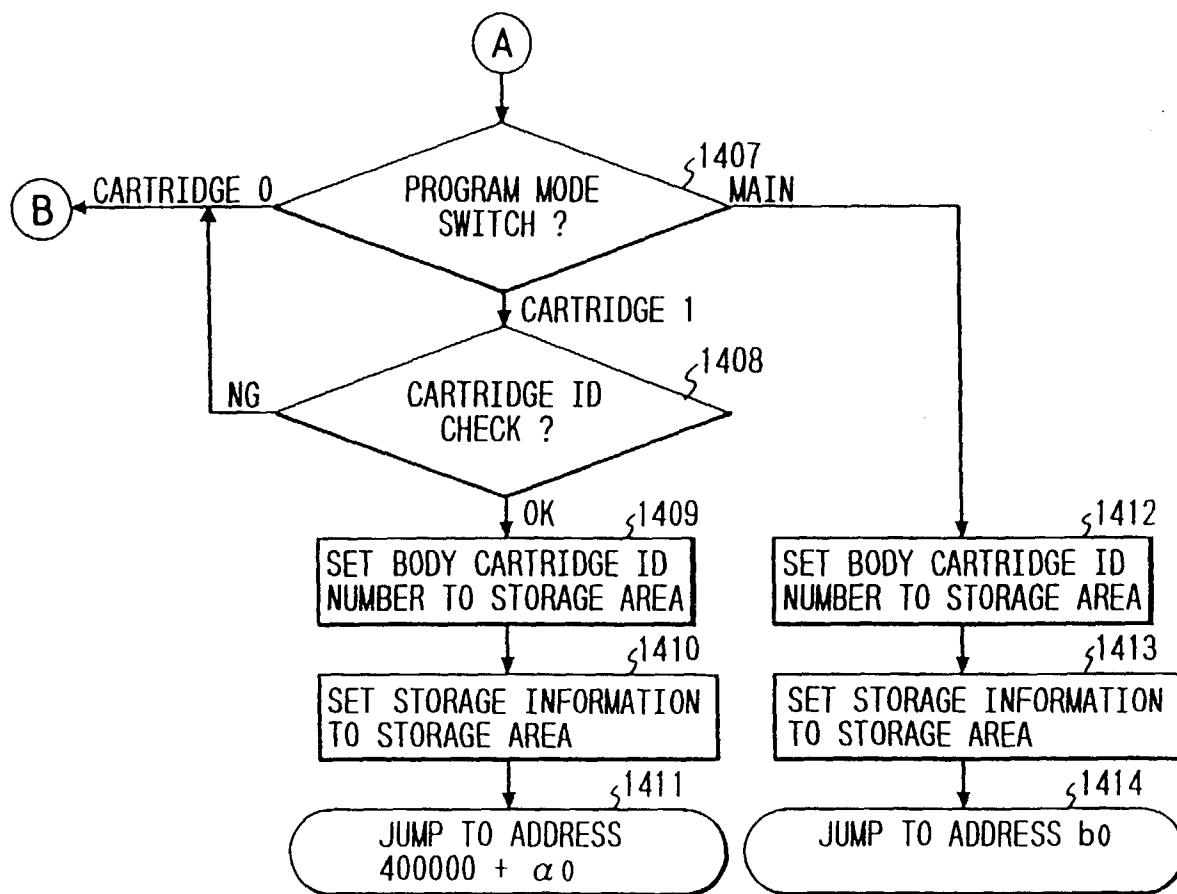 A
1407
CARTRIDGE 0
PROGRAM MODE
MAIN
B
SWITCH ?
CARTRIDGE 1
1408
NG
CARTRIDGE ID
CHECK ?
OK
1409
1412
SET BODY CARTRIDGE ID
NUMBER TO STORAGE AREA
SET BODY CARTRIDGE ID
NUMBER TO STORAGE AREA
1410
1413
SET STORAGE INFORMATION
TO STORAGE AREA
SET STORAGE INFORMATION
TO STORAGE AREA
1411
1414
JUMP TO ADDRESS
400000 + α0
JUMP TO ADDRESS b0